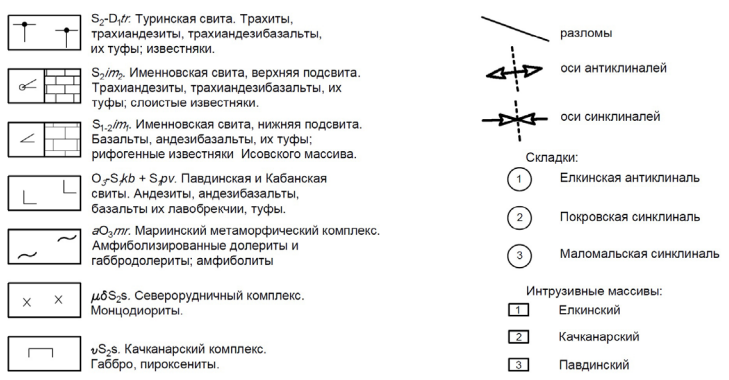 S₂-D₁tr. Туринская свита. Трахиты,
трахиандезиты, трахиандезибазальты,
их туфы; известняки.
S₂im₂. Именновская свита, верхняя подсвита.
Трахиандезиты, трахиандезибазальты, их
туфы; слоистые известняки.
S₁₋₂im₁. Именновская свита, нижняя подсвита.
Базальты, андезибазальты, их туфы;
рифогенные известняки Исовского массива.
O₃-S₁kb + S₁pv. Павдинская и Кабанская
свиты. Андезиты, андезибазальты,
базальты их лавобрекчии, туфы.
aO₃mr. Мариинский метаморфический комплекс.
Амфиболизированные долериты и
габбродолериты; амфиболиты
μδS₂s. Северорудничный комплекс.
Монцодиориты.
υS₂s. Качканарский комплекс.
Габбро, пироксениты.
разломы
оси антиклиналей
оси синклиналей
Складки:
1 Елкинская антиклиналь
2 Покровская синклиналь
3 Маломальская синклиналь
Интрузивные массивы:
1 Елкинский
2 Качканарский
3 Павдинский